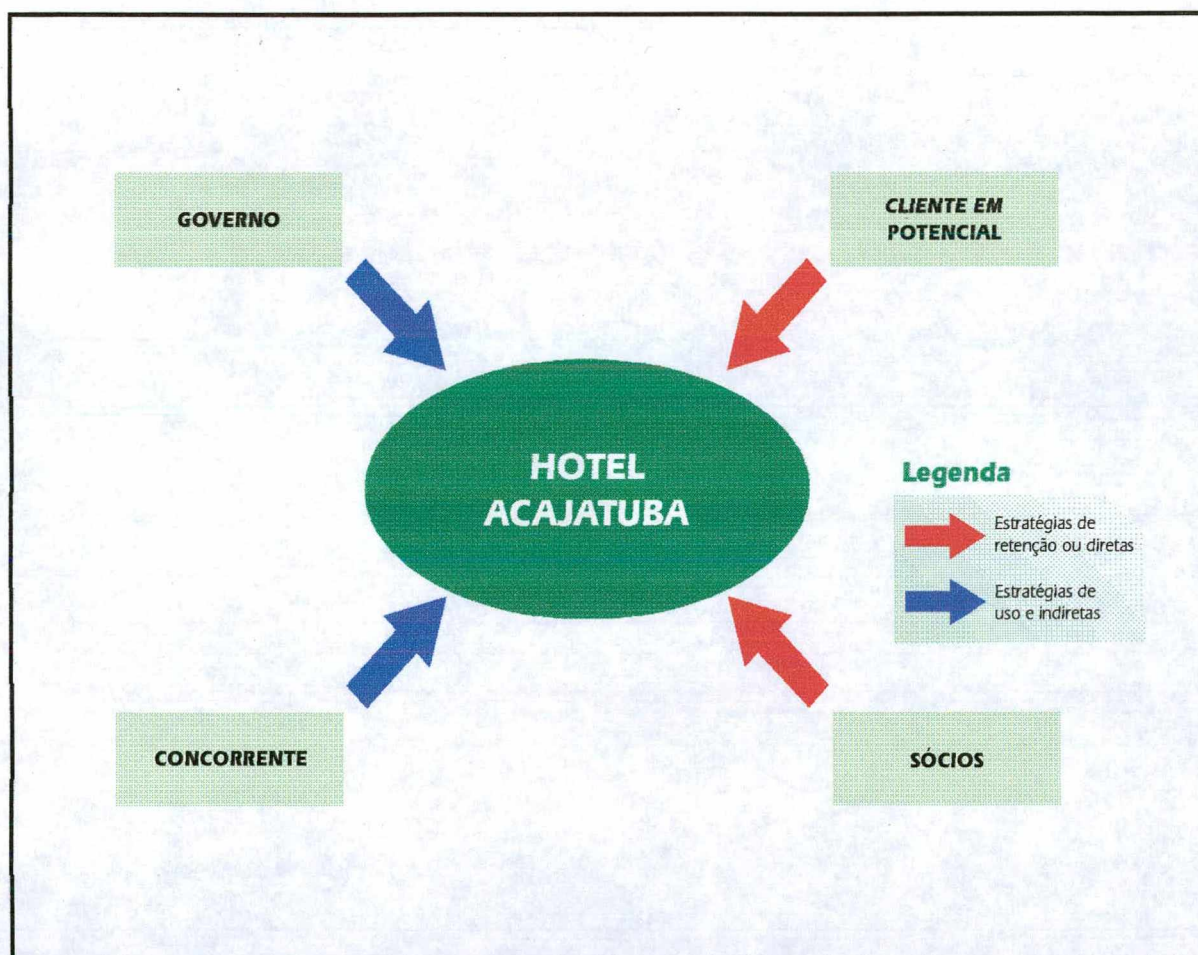 GOVERNO
CLIENTE EM
POTENCIAL
HOTEL
ACAJATUBA
Legenda
Estratégias de
retenção ou diretas
Estratégias de
uso e indiretas
CONCORRENTE
SÓCIOS